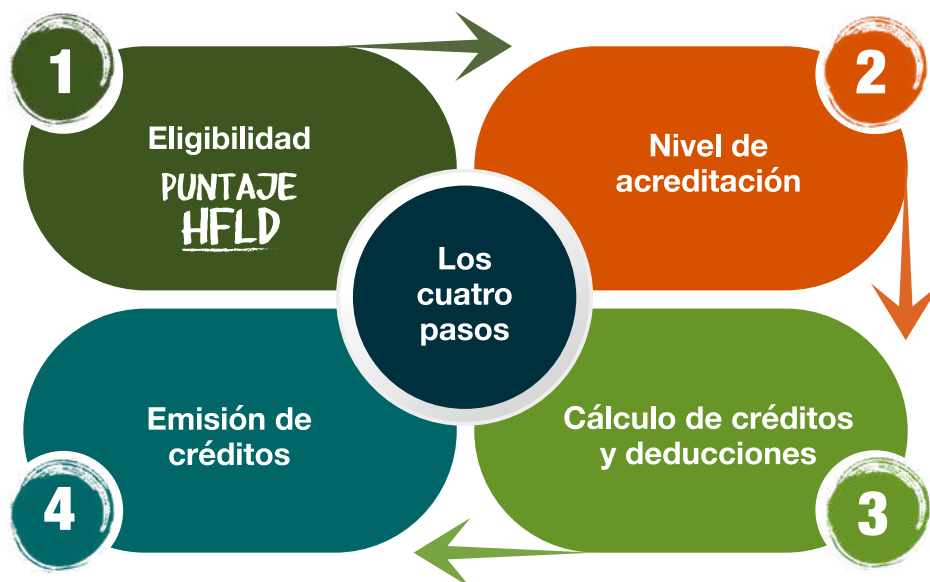 1
Eligibilidad
PUNTAJE
HFLD
2
Nivel de
acreditación
Los
cuatro
pasos
Emisión de
créditos
4
Cálculo de créditos
y deducciones
3